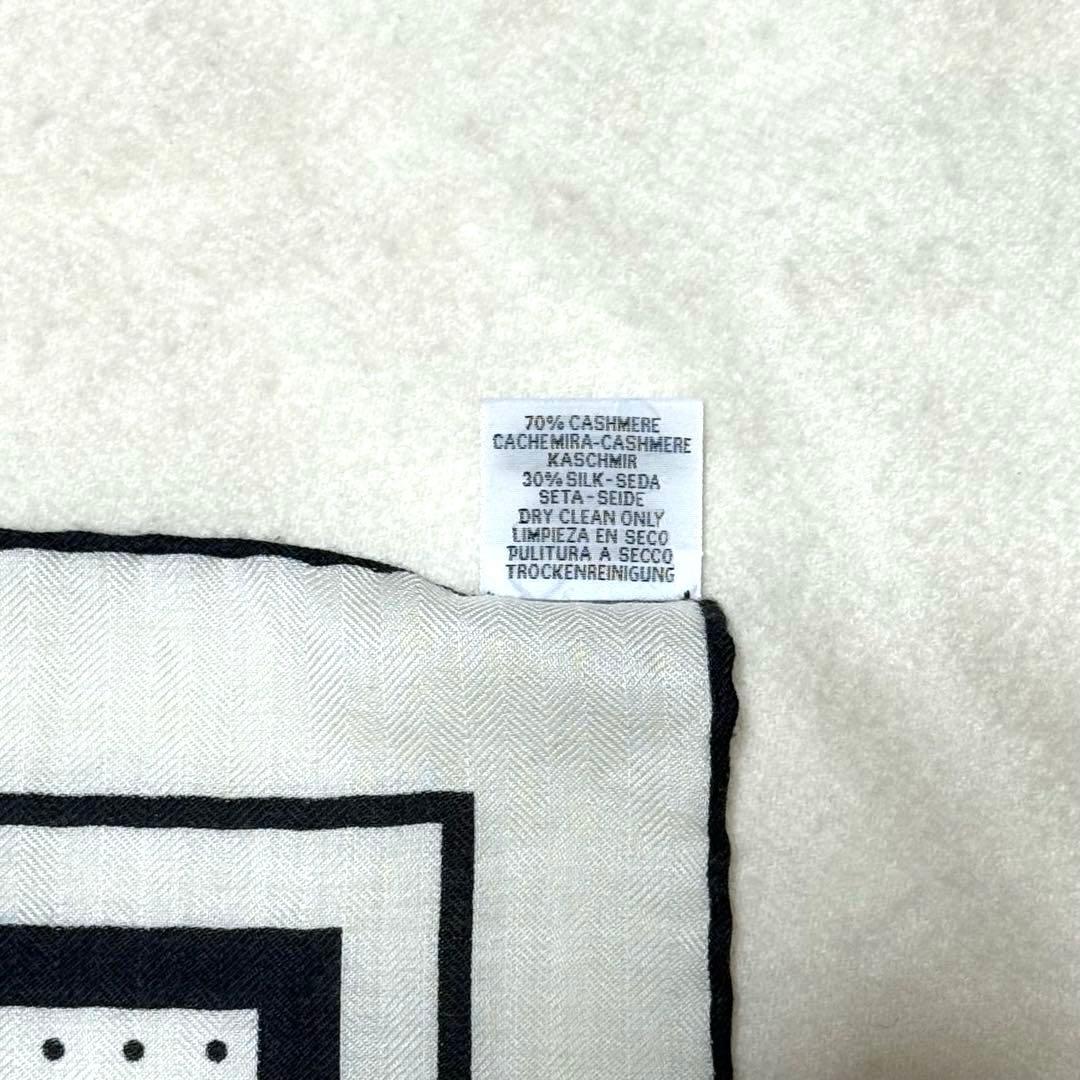 70% CASHMERE
CACHEMIRA-CASHMERE
KASCHMIR
30% SILK-SEDA
SETA-SEIDE
DRY CLEAN ONLY
LIMPIEZA EN SECO
PULITURA A SECCO
TROCKENREINIGUNG